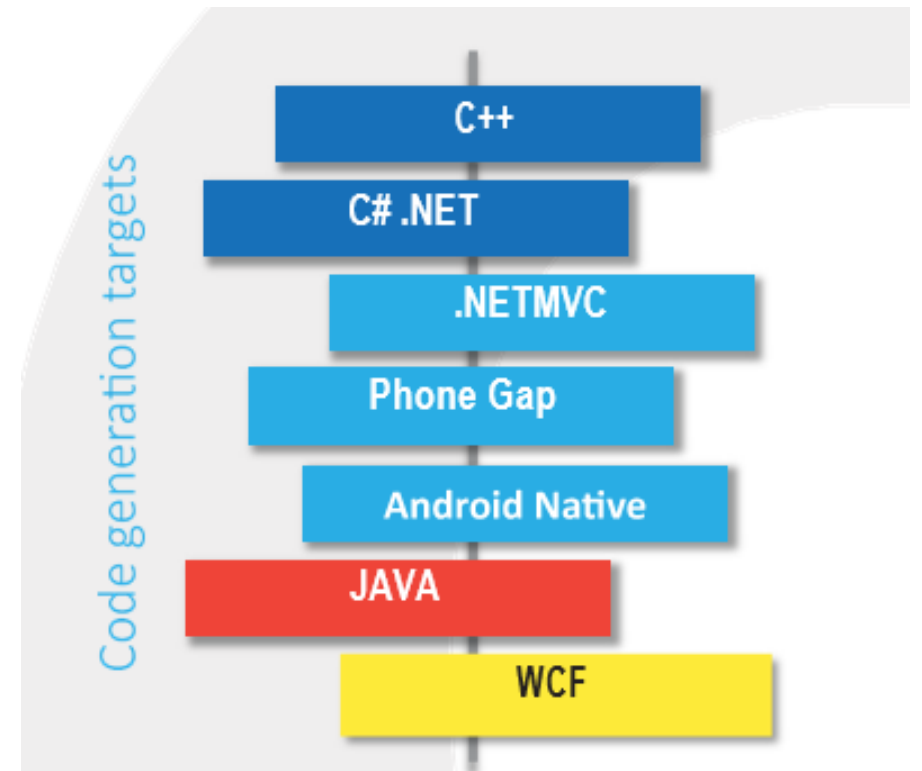 Code generation targets
C++
C# .NET
.NETMVC
Phone Gap
Android Native
JAVA
WCF